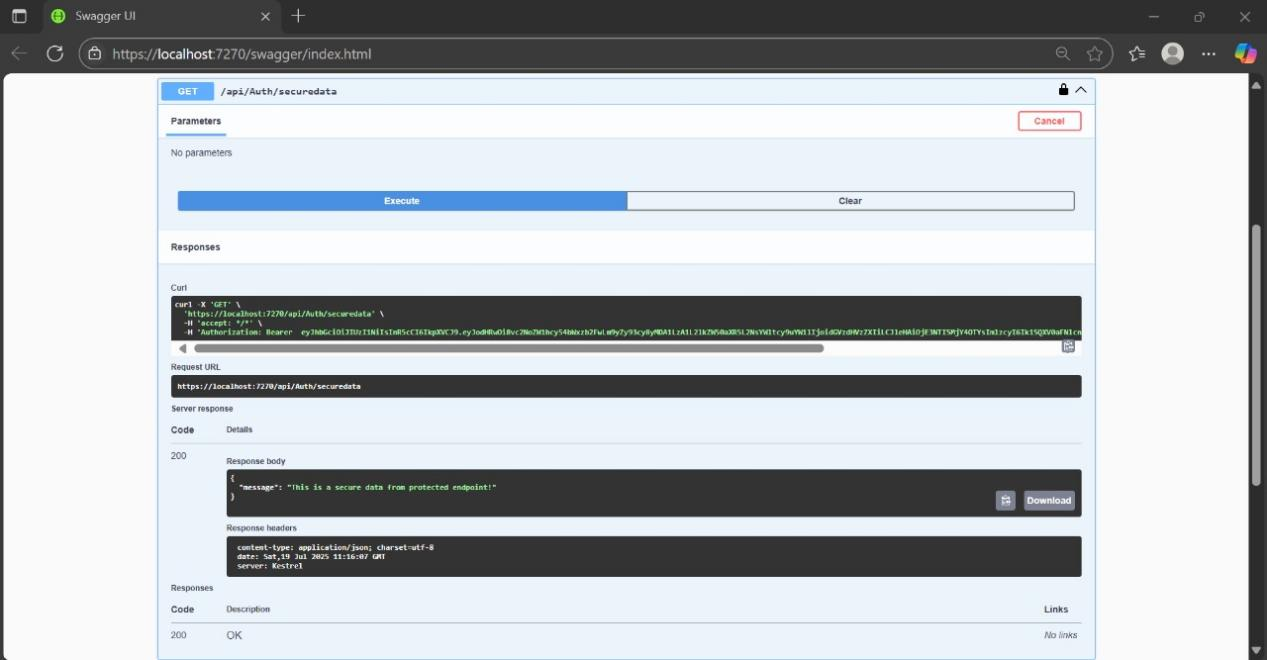 Swagger UI
https://localhost:7270/swagger/index.html
GET /api/Auth/securedata
Parameters
Cancel
No parameters
Execute
Clear
Responses
Curl
curl -X 'GET' \
'https://localhost:7270/api/Auth/securedata' \
-H 'accept: */*' \
-H 'Authorization: Bearer
Request URL
https://localhost:7270/api/Auth/securedata
Server response
Code Details
200
Response body
{
"message": "This is a secure data from protected endpoint!"
}
Download
Response headers
content-type: application/json; charset=utf-8
date: Sat,19 Jul 2025 11:16:07 GMT
server: Kestrel
Responses
Code Description Links
200 OK No links